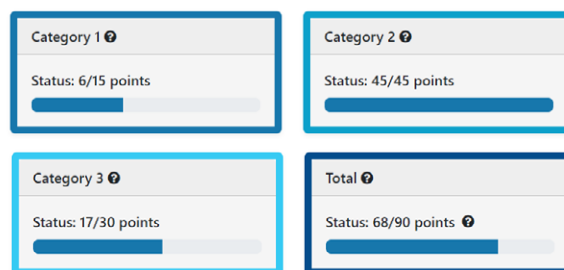 Category 1 ?
Status: 6/15 points
Category 2 ?
Status: 45/45 points
Category 3 ?
Status: 17/30 points
Total ?
Status: 68/90 points ?